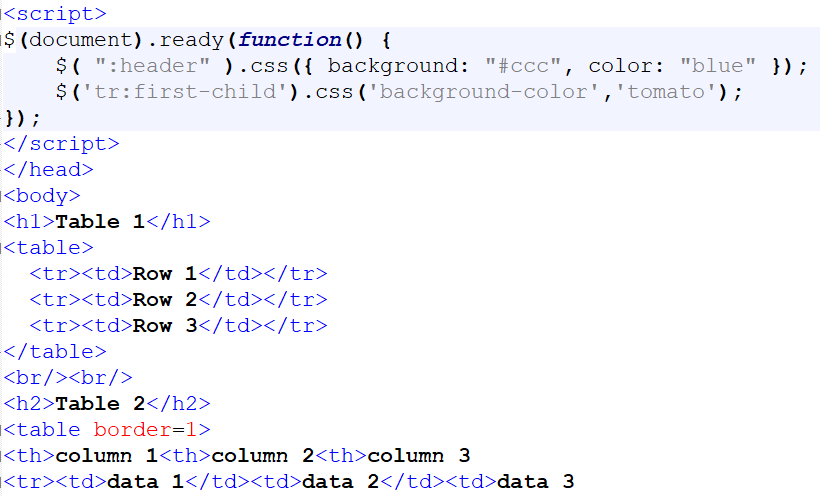 <script>
$(document).ready(function() {
    $( ":header" ).css({ background: "#ccc", color: "blue" });
    $('tr:first-child').css('background-color','tomato');
});
</script>
</head>
<body>
<h1>Table 1</h1>
<table>
  <tr><td>Row 1</td></tr>
  <tr><td>Row 2</td></tr>
  <tr><td>Row 3</td></tr>
</table>
<br/><br/>
<h2>Table 2</h2>
<table border=1>
<th>column 1<th>column 2<th>column 3
<tr><td>data 1</td><td>data 2</td><td>data 3